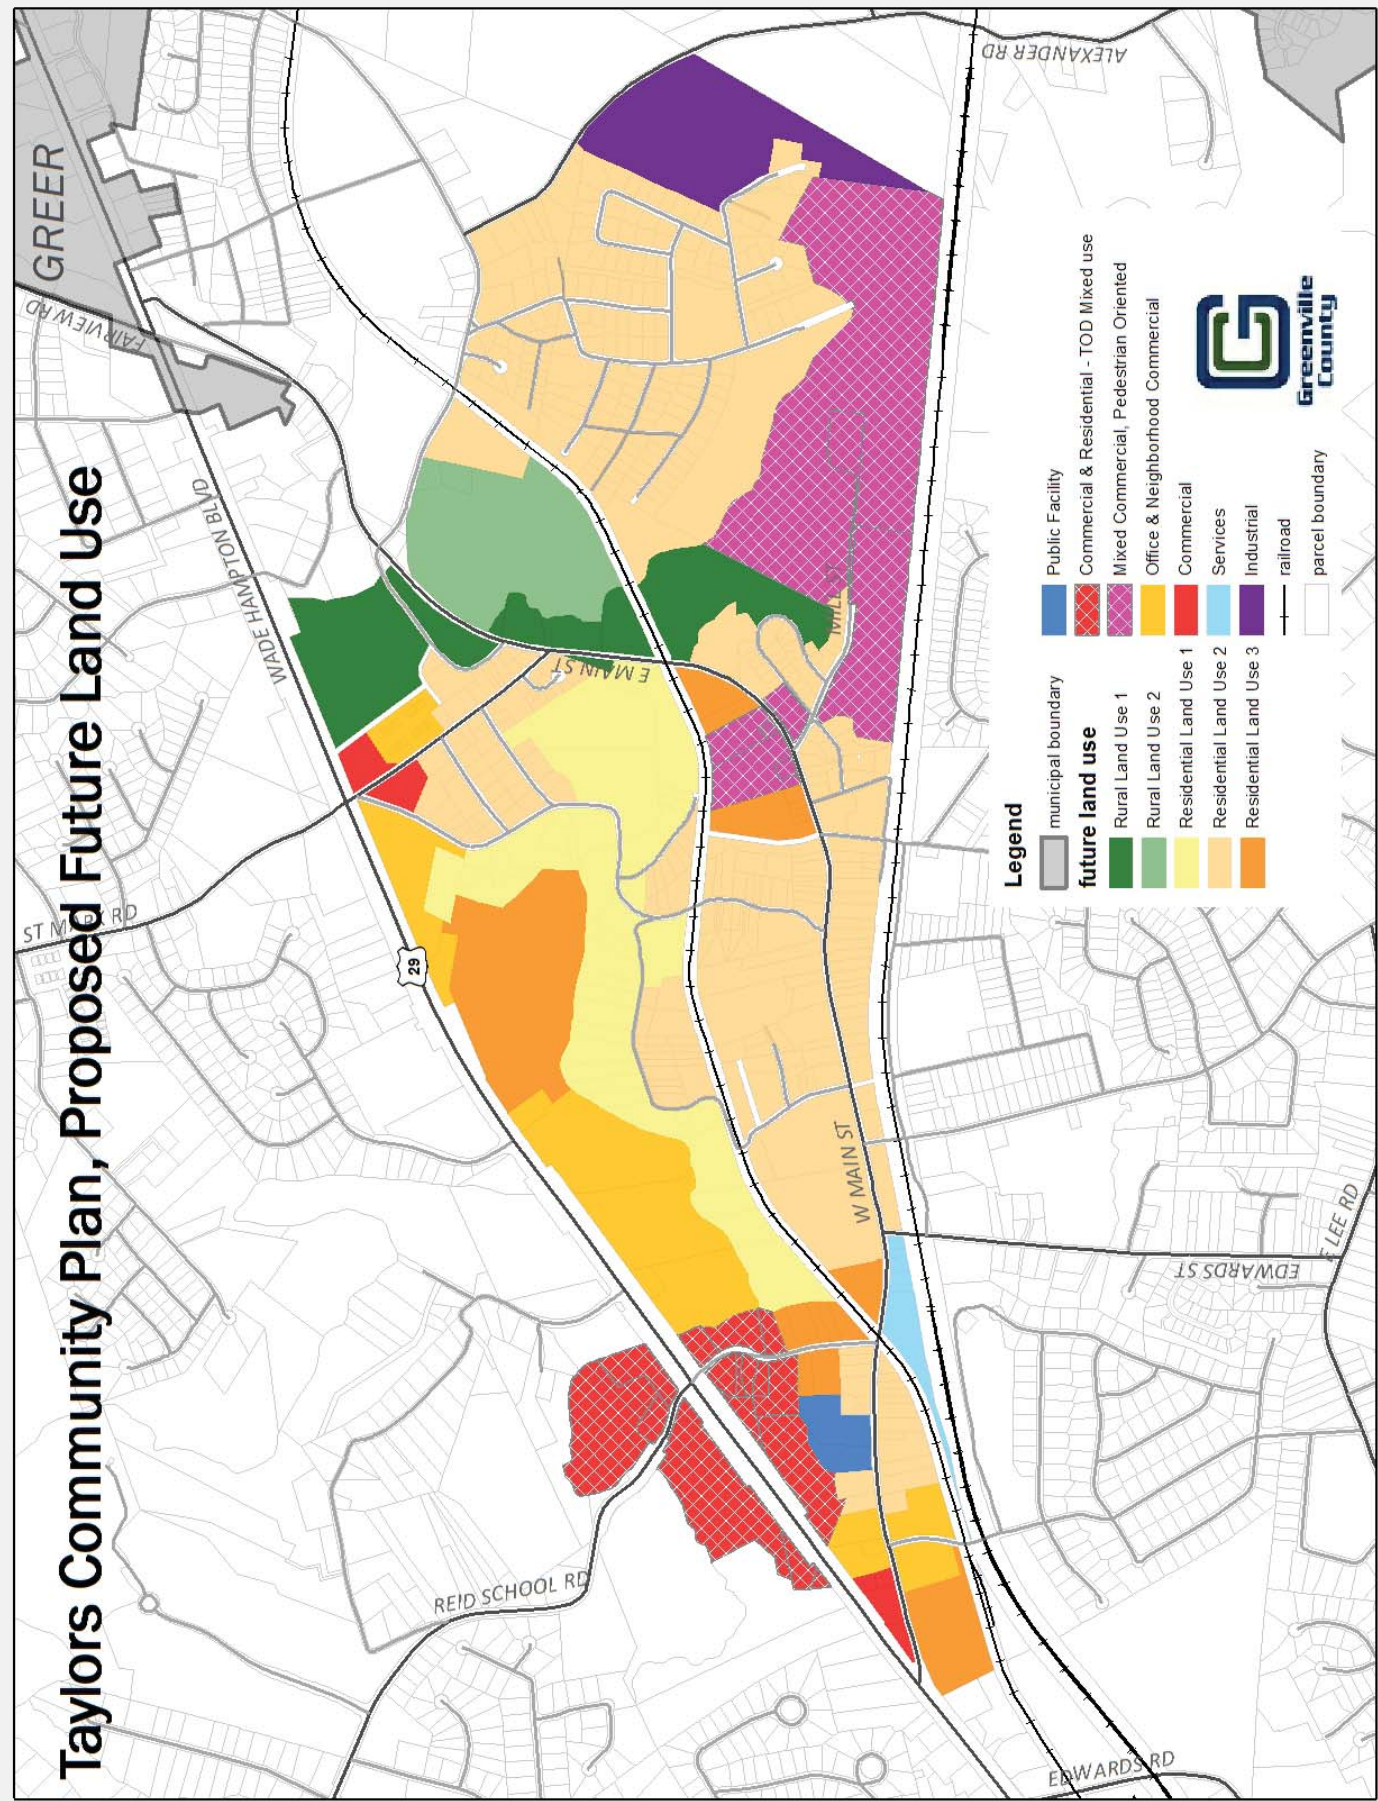 Taylors Community Plan, Proposed Future Land Use
GREER
FAIRVIEW RD
WADE HAMPTON BLVD
ST MARK RD
29
E MAIN ST
MILL ST
ALEXANDER RD
W MAIN ST
REID SCHOOL RD
EDWARDS ST
E LEE RD
EDWARDS RD
Legend
municipal boundary
future land use
Rural Land Use 1
Rural Land Use 2
Residential Land Use 1
Residential Land Use 2
Residential Land Use 3
Public Facility
Commercial & Residential - TOD Mixed use
Mixed Commercial, Pedestrian Oriented
Office & Neighborhood Commercial
Commercial
Services
Industrial
railroad
parcel boundary
Greenville
County